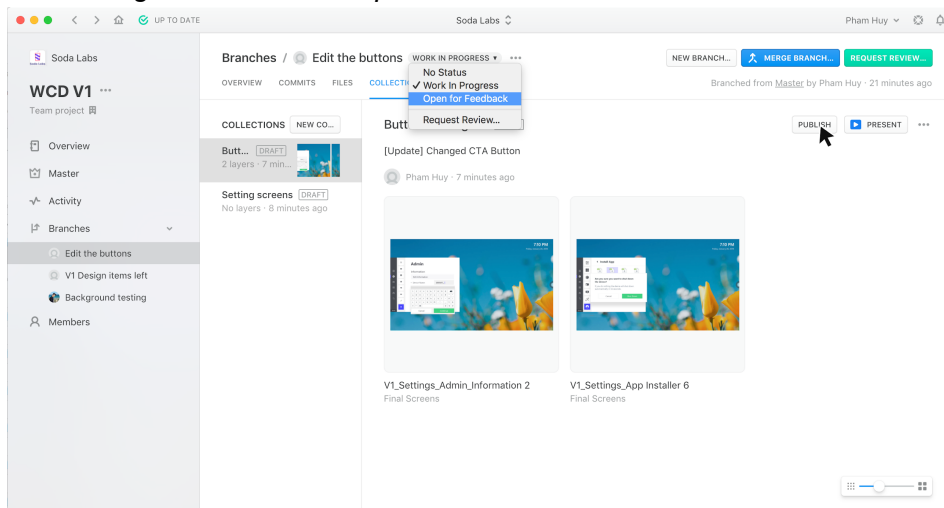 UP TO DATE
Soda Labs
Pham Huy
Soda Labs
WCD V1 ...
Team project
Overview
Master
Activity
Branches
Edit the buttons
V1 Design items left
Background testing
Members
Branches / Edit the buttons WORK IN PROGRESS ...
NEW BRANCH... MERGE BRANCH... REQUEST REVIEW...
OVERVIEW COMMITS FILES
Branched from Master by Pham Huy · 21 minutes ago
No Status
✓ Work In Progress
Open for Feedback
Request Review...
COLLECTIONS NEW CO...
Butt... DRAFT
2 layers · 7 min...
Setting screens DRAFT
No layers · 8 minutes ago
PUBLISH PRESENT ...
[Update] Changed CTA Button
Pham Huy · 7 minutes ago
Admin
V1_Settings_Admin_Information 2
Final Screens
V1_Settings_App Installer 6
Final Screens